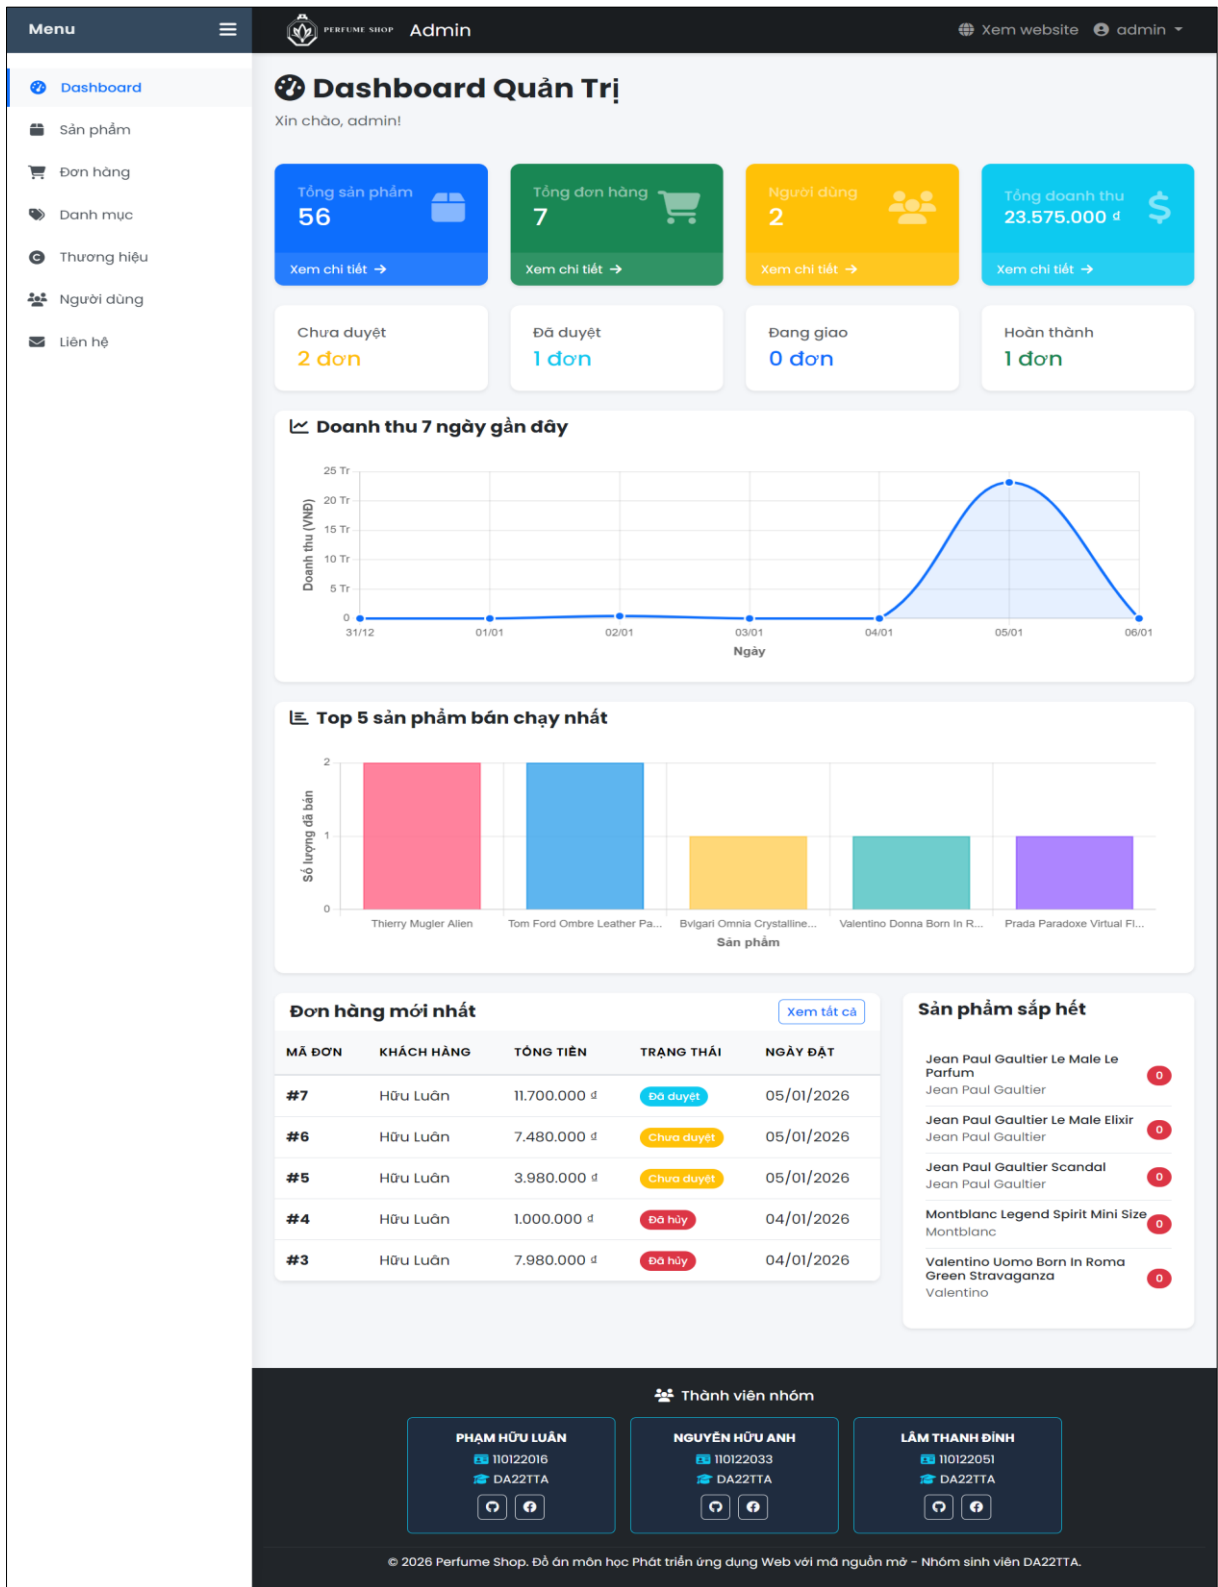 Menu
PERFUME SHOP Admin
Xem website admin
Dashboard
Sản phẩm
Đơn hàng
Danh mục
Thương hiệu
Người dùng
Liên hệ
Dashboard Quản Trị
Xin chào, admin!
Tổng sản phẩm
56
Xem chi tiết →
Tổng đơn hàng
7
Xem chi tiết →
Người dùng
2
Xem chi tiết →
Tổng doanh thu
23.575.000 ₫
Xem chi tiết →
Chưa duyệt
2 đơn
Đã duyệt
1 đơn
Đang giao
0 đơn
Hoàn thành
1 đơn
Doanh thu 7 ngày gần đây
Doanh thu (VNĐ)
25 Tr
20 Tr
15 Tr
10 Tr
5 Tr
0
31/12 01/01 02/01 03/01 04/01 05/01 06/01
Ngày
Top 5 sản phẩm bán chạy nhất
Số lượng đã bán
2
1
0
Thierry Mugler Alien Tom Ford Ombre Leather Pa... Bvlgari Omnia Crystalline... Valentino Donna Born In R... Prada Paradoxe Virtual Fl...
Sản phẩm
Đơn hàng mới nhất Xem tất cả
MÃ ĐƠN KHÁCH HÀNG TỔNG TIỀN TRẠNG THÁI NGÀY ĐẶT
#7 Hữu Luân 11.700.000 ₫ Đã duyệt 05/01/2026
#6 Hữu Luân 7.480.000 ₫ Chưa duyệt 05/01/2026
#5 Hữu Luân 3.980.000 ₫ Chưa duyệt 05/01/2026
#4 Hữu Luân 1.000.000 ₫ Đã hủy 04/01/2026
#3 Hữu Luân 7.980.000 ₫ Đã hủy 04/01/2026
Sản phẩm sắp hết
Jean Paul Gaultier Le Male Le
Parfum
Jean Paul Gaultier
0
Jean Paul Gaultier Le Male Elixir
Jean Paul Gaultier
0
Jean Paul Gaultier Scandal
Jean Paul Gaultier
0
Montblanc Legend Spirit Mini Size
Montblanc
0
Valentino Uomo Born In Roma
Green Stravaganza
Valentino
0
Thành viên nhóm
PHẠM HỮU LUÂN
110122016
DA22TTA
NGUYỄN HỮU ANH
110122033
DA22TTA
LÂM THANH ĐỈNH
110122051
DA22TTA
© 2026 Perfume Shop. Đồ án môn học Phát triển ứng dụng Web với mã nguồn mở - Nhóm sinh viên DA22TTA.